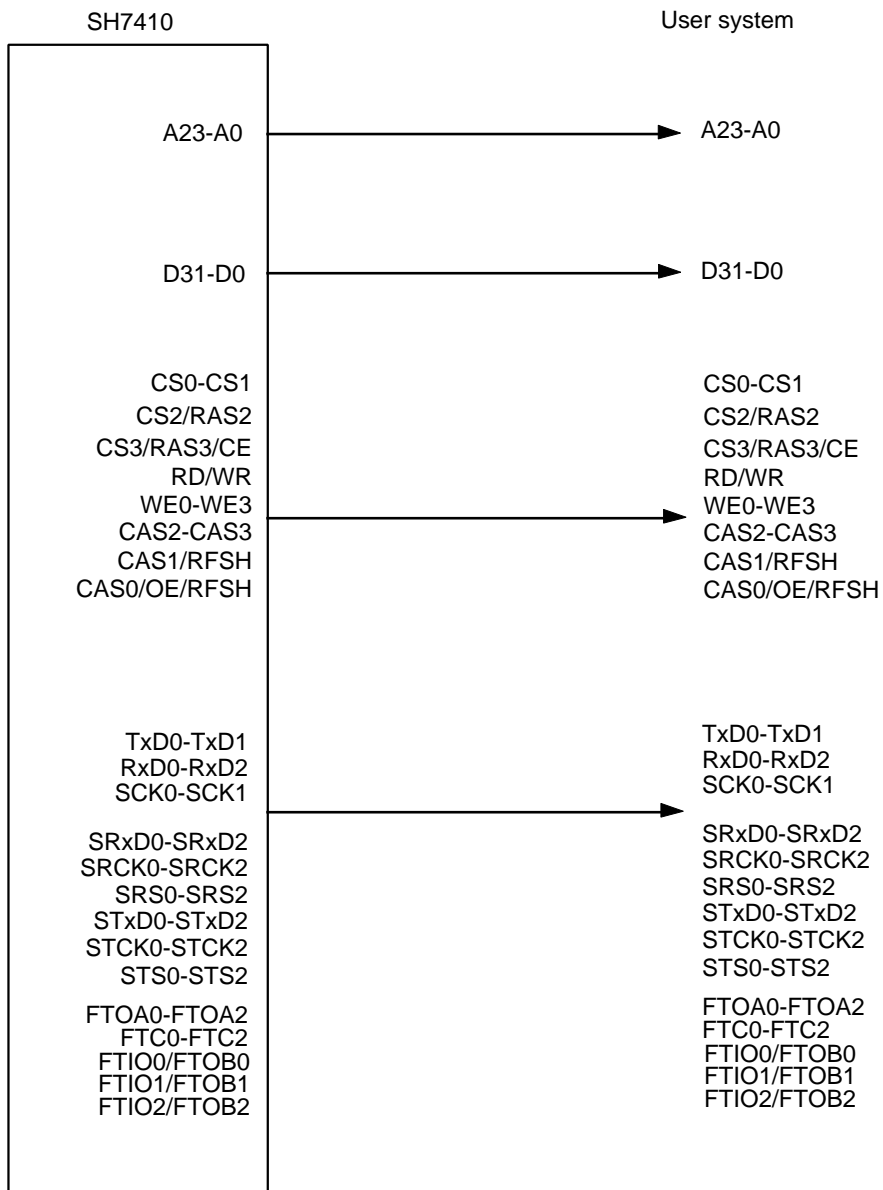 SH7410
User system
A23-A0
A23-A0
D31-D0
D31-D0
CS0-CS1
CS2/RAS2
CS3/RAS3/CE
RD/WR
WE0-WE3
CAS2-CAS3
CAS1/RFSH
CAS0/OE/RFSH
CS0-CS1
CS2/RAS2
CS3/RAS3/CE
RD/WR
WE0-WE3
CAS2-CAS3
CAS1/RFSH
CAS0/OE/RFSH
TxD0-TxD1
RxD0-RxD2
SCK0-SCK1
SRxD0-SRxD2
SRCK0-SRCK2
SRS0-SRS2
STxD0-STxD2
STCK0-STCK2
STS0-STS2
FTOA0-FTOA2
FTC0-FTC2
FTIO0/FTOB0
FTIO1/FTOB1
FTIO2/FTOB2
TxD0-TxD1
RxD0-RxD2
SCK0-SCK1
SRxD0-SRxD2
SRCK0-SRCK2
SRS0-SRS2
STxD0-STxD2
STCK0-STCK2
STS0-STS2
FTOA0-FTOA2
FTC0-FTC2
FTIO0/FTOB0
FTIO1/FTOB1
FTIO2/FTOB2